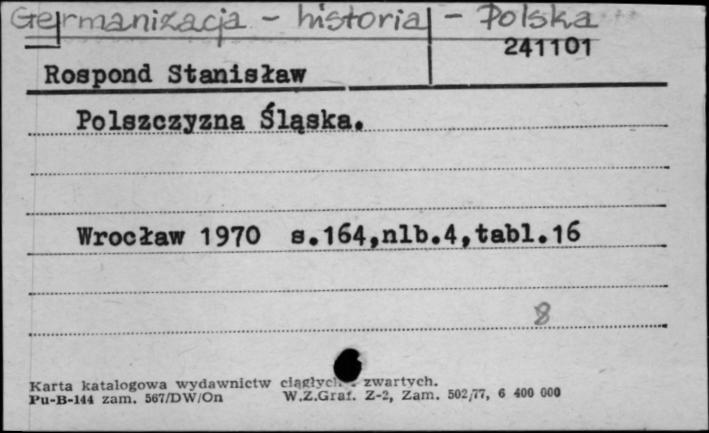 Germanizacja - historia - Polska
241101
Rospond Stanisław
Polszczyzna Śląska.
Wrocław 1970 s.164,nlb.4,tabl.16
8
Karta katalogowa wydawnictw ciągłych zwartych.
Pu-B-144 zam. 567/DW/On W.Z.Graf. Z-2, Zam. 502/77, 6 400 000